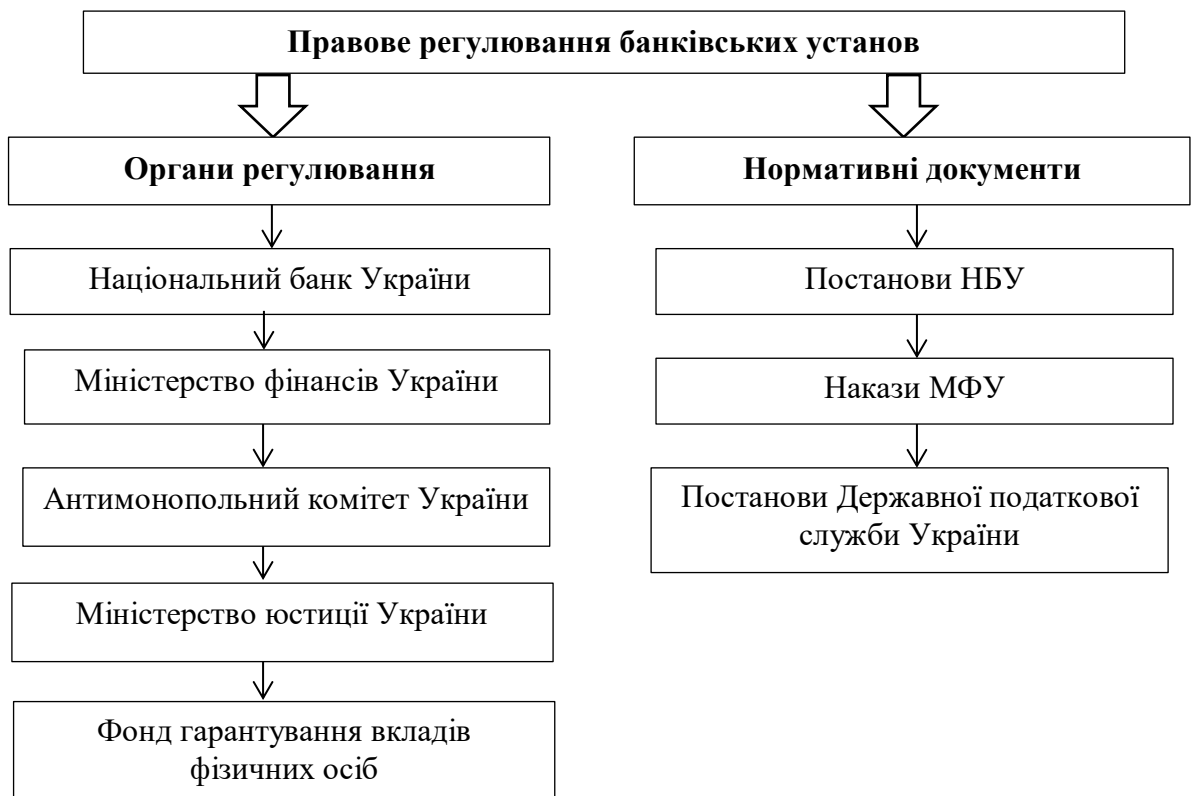 Правове регулювання банківських установ
Органи регулювання
Національний банк України
Міністерство фінансів України
Антимонопольний комітет України
Міністерство юстиції України
Фонд гарантування вкладів
фізичних осіб
Нормативні документи
Постанови НБУ
Накази МФУ
Постанови Державної податкової
служби України